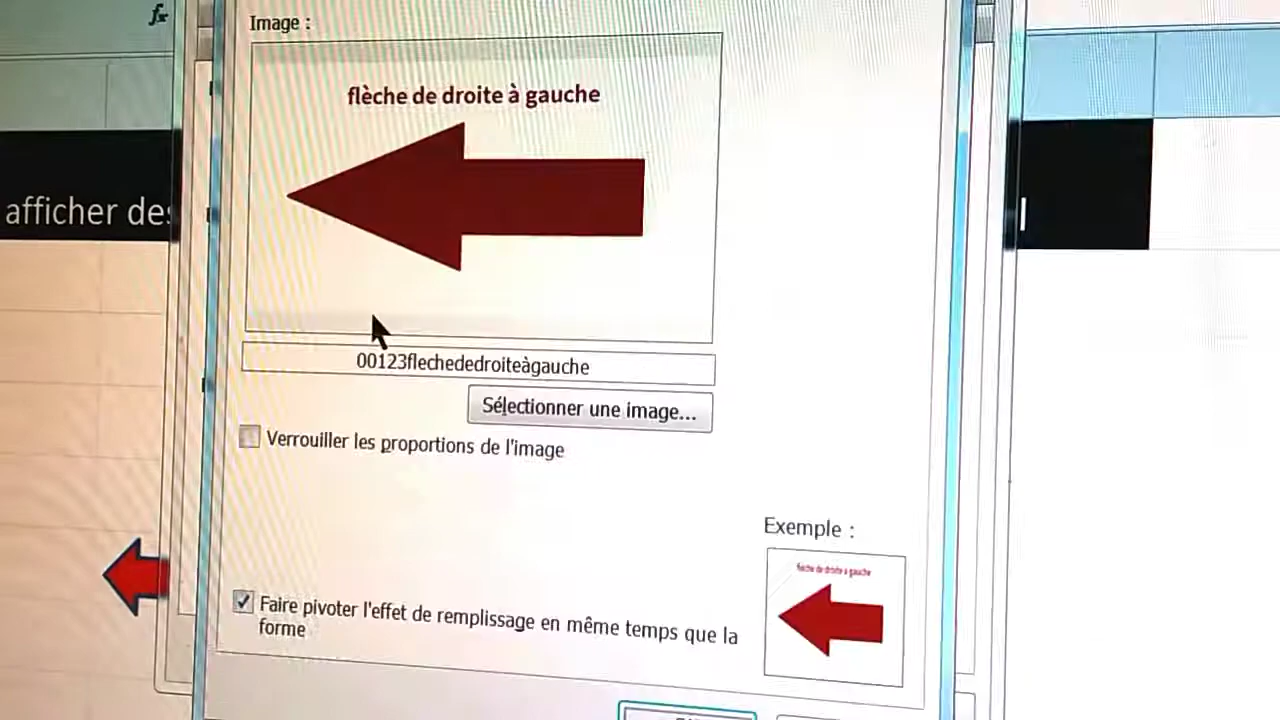 fx
Image :
flèche de droite à gauche
afficher des
00123flechededroiteàgauche
Sélectionner une image...
Verrouiller les proportions de l'image
Exemple :
flèche de droite à gauche
Faire pivoter l'effet de remplissage en même temps que la
forme